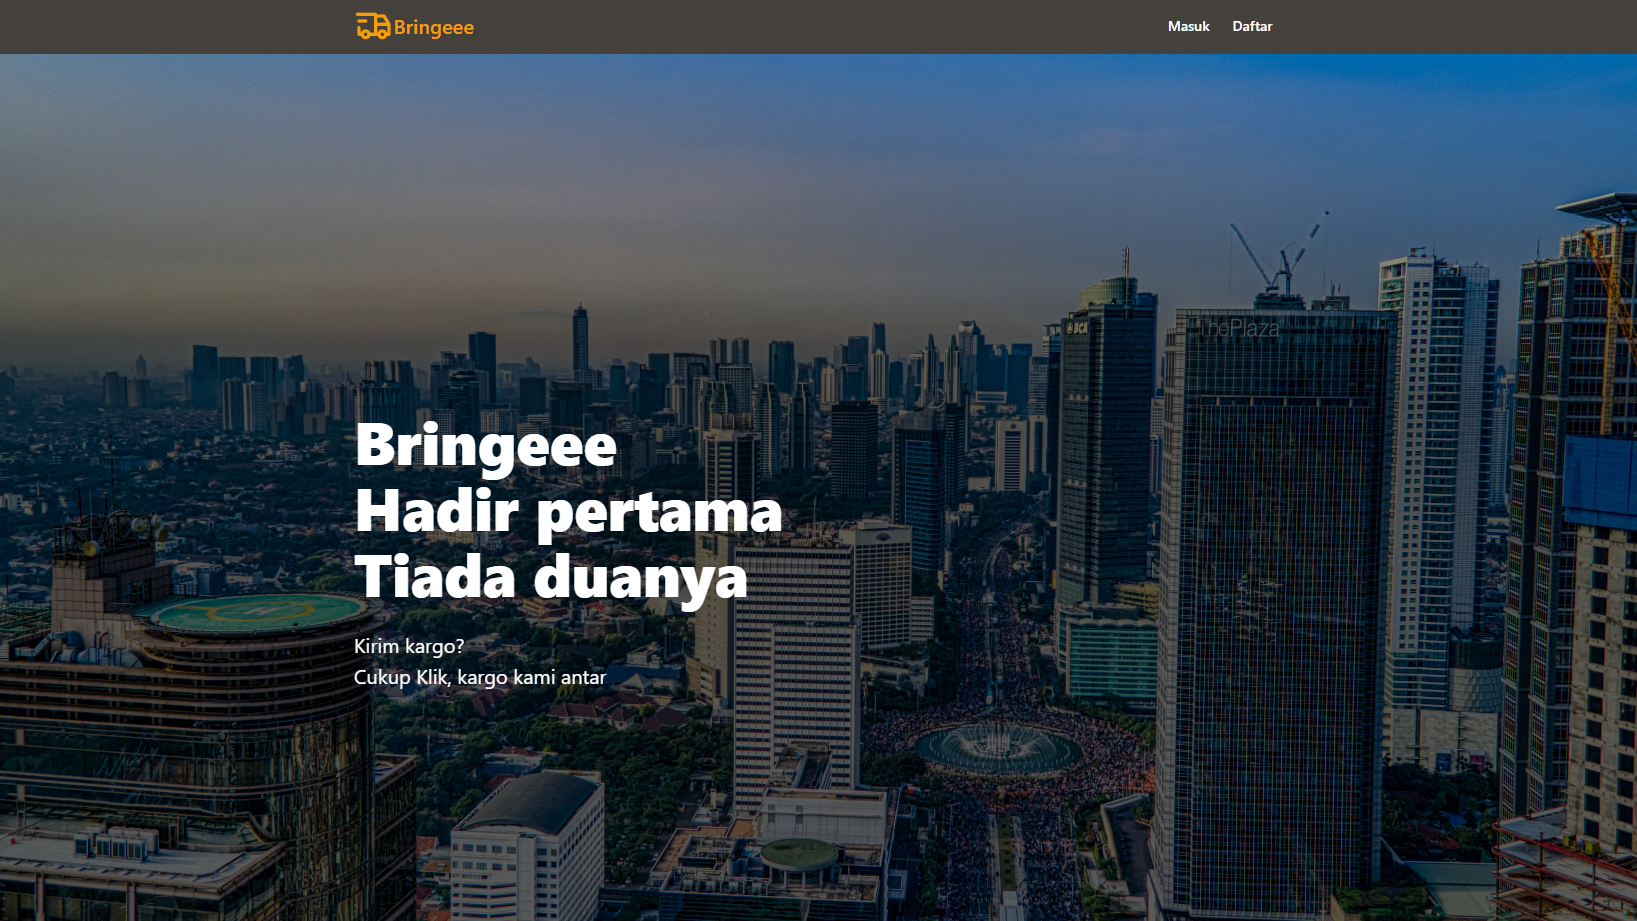 Bringeee
Masuk
Daftar
BCA
ThePlaza
Bringeee
Hadir pertama
Tiada duanya
Kirim kargo?
Cukup Klik, kargo kami antar